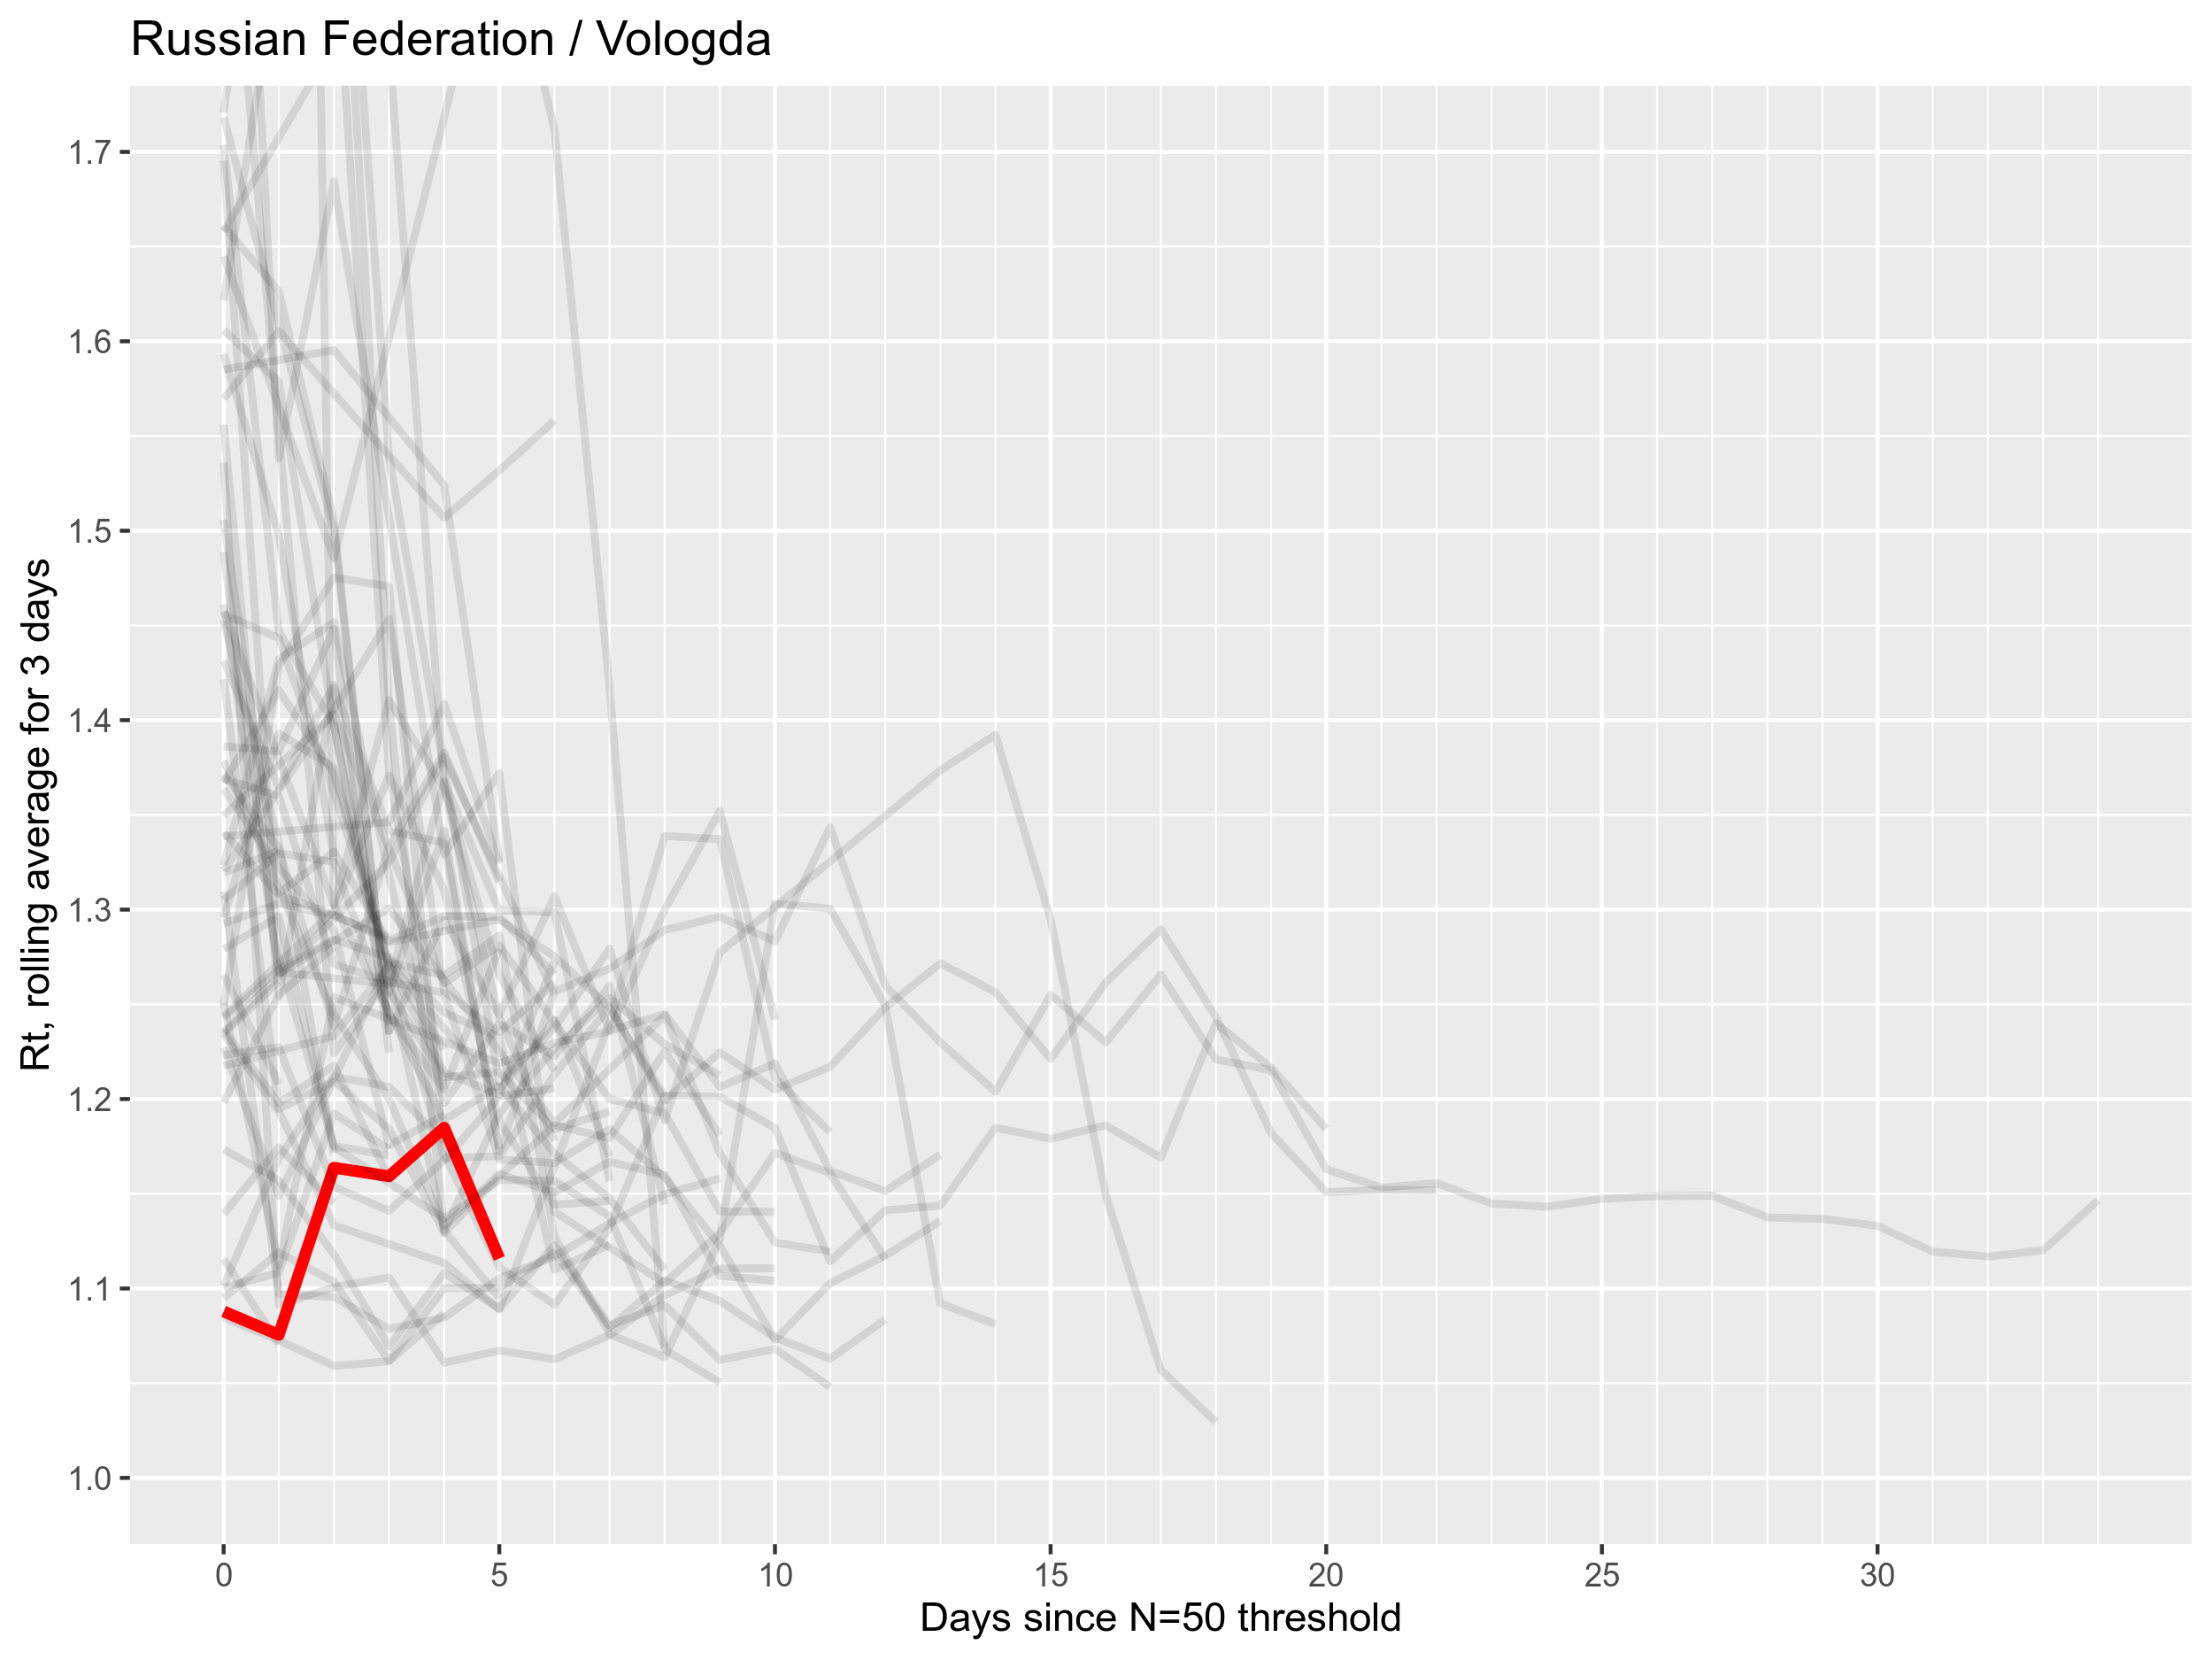 Russian Federation / Vologda
1.7
1.6
1.5
1.4
1.3
1.2
1.1
1.0
Rt, rolling average for 3 days
0 5 10 15 20 25 30
Days since N=50 threshold